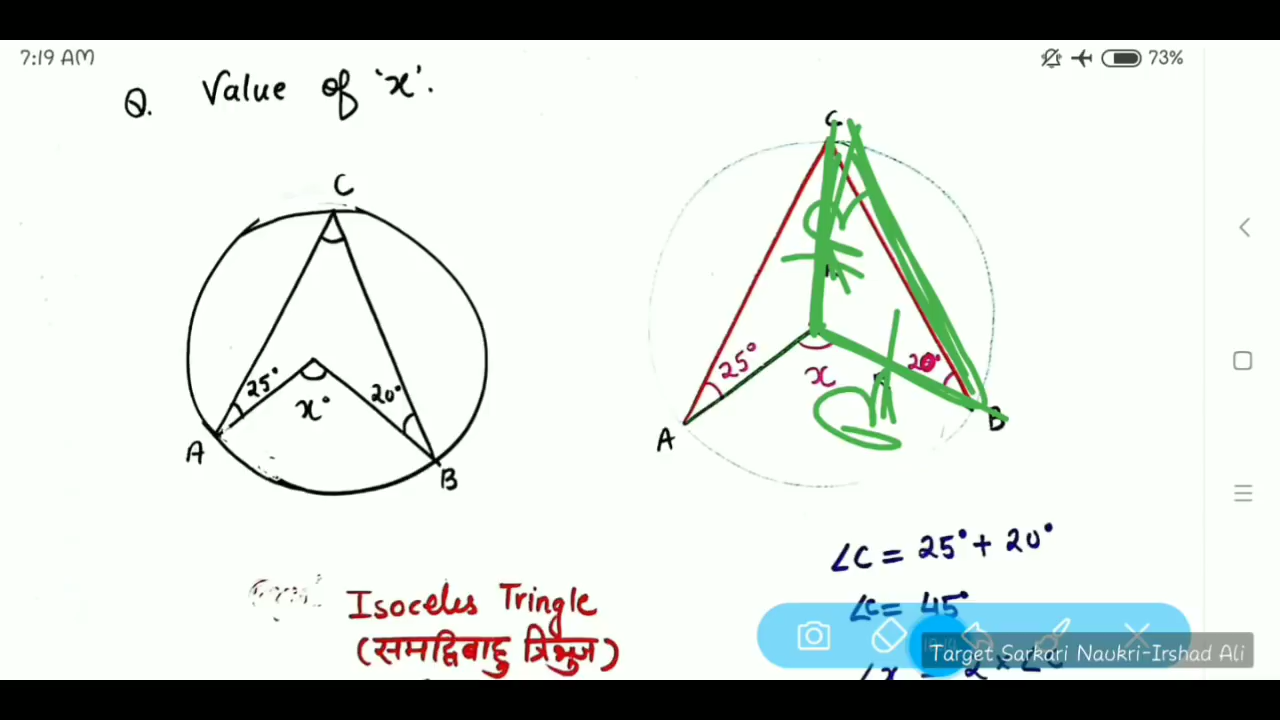 7:19 AM
73%
Q. Value of 'x'.
C
25°
20°
x°
A
B
C
25°
20°
x
A
B
∠C = 25° + 20°
∠C = 45°
Isoceles Tringle
(समद्विबाहु त्रिभुज)
Target Sarkari Naukri-Irshad Ali